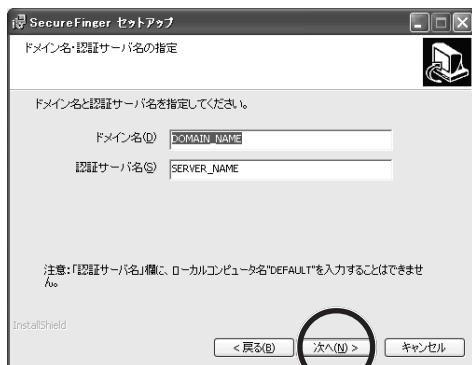 SecureFinger セットアップ
ドメイン名・認証サーバ名の指定
ドメイン名と認証サーバ名を指定してください。
ドメイン名(D) DOMAIN_NAME
認証サーバ名(S) SERVER_NAME
注意:「認証サーバ名」欄に、ローカルコンピュータ名"DEFAULT"を入力することはできませ
ん。
InstallShield
< 戻る(B) 次へ(N) > キャンセル